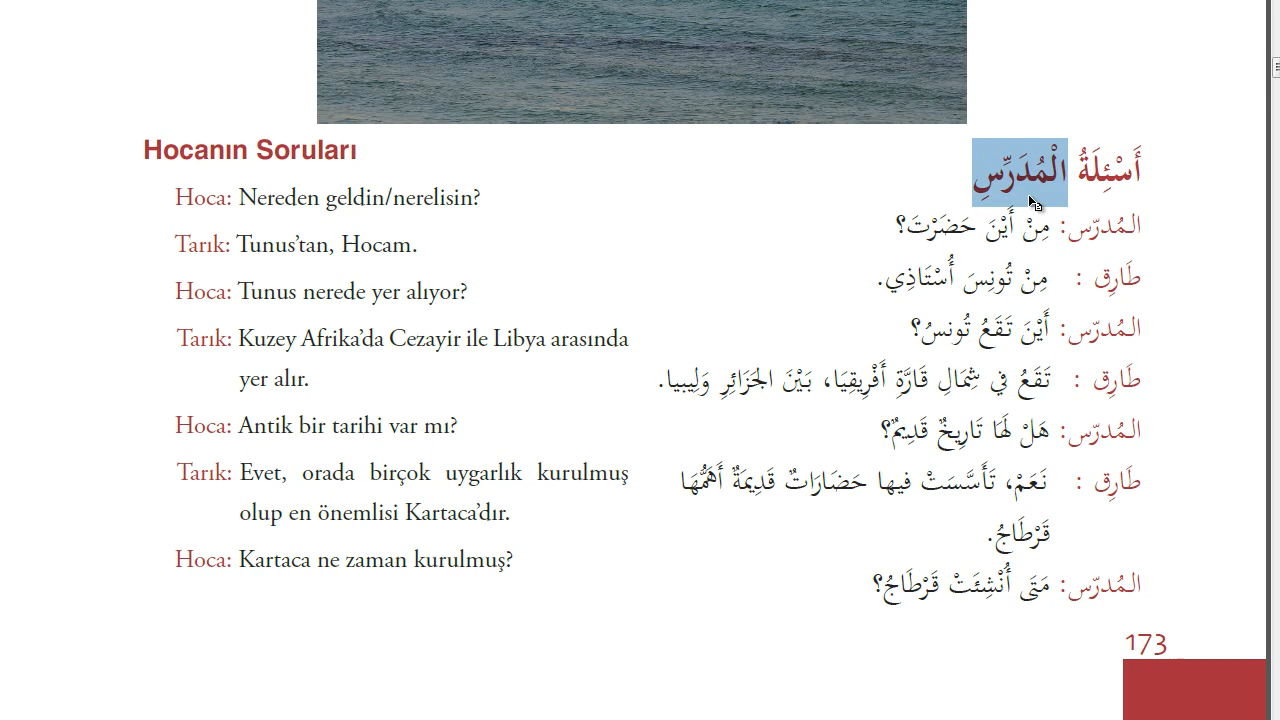 Hocanın Soruları
Hoca: Nereden geldin/nerelisin?
Tarık: Tunus’tan, Hocam.
Hoca: Tunus nerede yer alıyor?
Tarık: Kuzey Afrika’da Cezayir ile Libya arasında
yer alır.
Hoca: Antik bir tarihi var mı?
Tarık: Evet, orada birçok uygarlık kurulmuş
olup en önemlisi Kartaca’dır.
Hoca: Kartaca ne zaman kurulmuş?
أَسْئِلَةُ الْمُدَرِّسِ
المُدرّس: مِنْ أَيْنَ حَضَرْتَ؟
طَارِق : مِنْ تُونِسَ أُسْتَاذِي.
المُدرّس: أَيْنَ تَقَعُ تُونسُ؟
طَارِق : تَقَعُ في شِمَالِ قَارَّةِ أَفْرِيقِيَا، بَيْنَ الجَزَائِرِ وَلِيبيا.
المُدرّس: هَلْ لَهَا تَارِيخٌ قَدِيمٌ؟
طَارِق : نَعَمْ، تَأَسَّسَتْ فيها حَضَارَاتٌ قَدِيمَةٌ أَهَمُّهَا
قَرْطَاجُ.
المُدرّس: مَتَى أُنْشِئَتْ قَرْطَاجُ؟
173